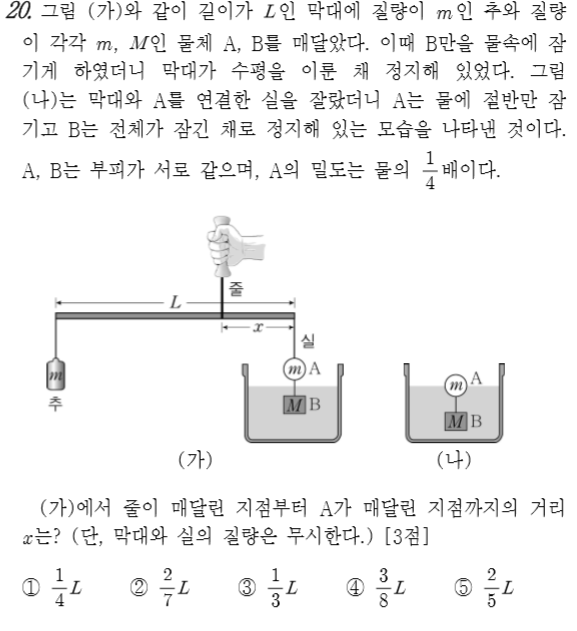 20. 그림 (가)와 같이 길이가 L인 막대에 질량이 m인 추와 질량
이 각각 m, M인 물체 A, B를 매달았다. 이때 B만을 물속에 잠
기게 하였더니 막대가 수평을 이룬 채 정지해 있었다. 그림
(나)는 막대와 A를 연결한 실을 잘랐더니 A는 물에 절반만 잠
기고 B는 전체가 잠긴 채로 정지해 있는 모습을 나타낸 것이다.
A, B는 부피가 서로 같으며, A의 밀도는 물의 1/4 배이다.
줄
L
x
실
m A
M B
m
추
(가)
m A
M B
(나)
(가)에서 줄이 매달린 지점부터 A가 매달린 지점까지의 거리
x는? (단, 막대와 실의 질량은 무시한다.) [3점]
① 1/4 L ② 2/7 L ③ 1/3 L ④ 3/8 L ⑤ 2/5 L